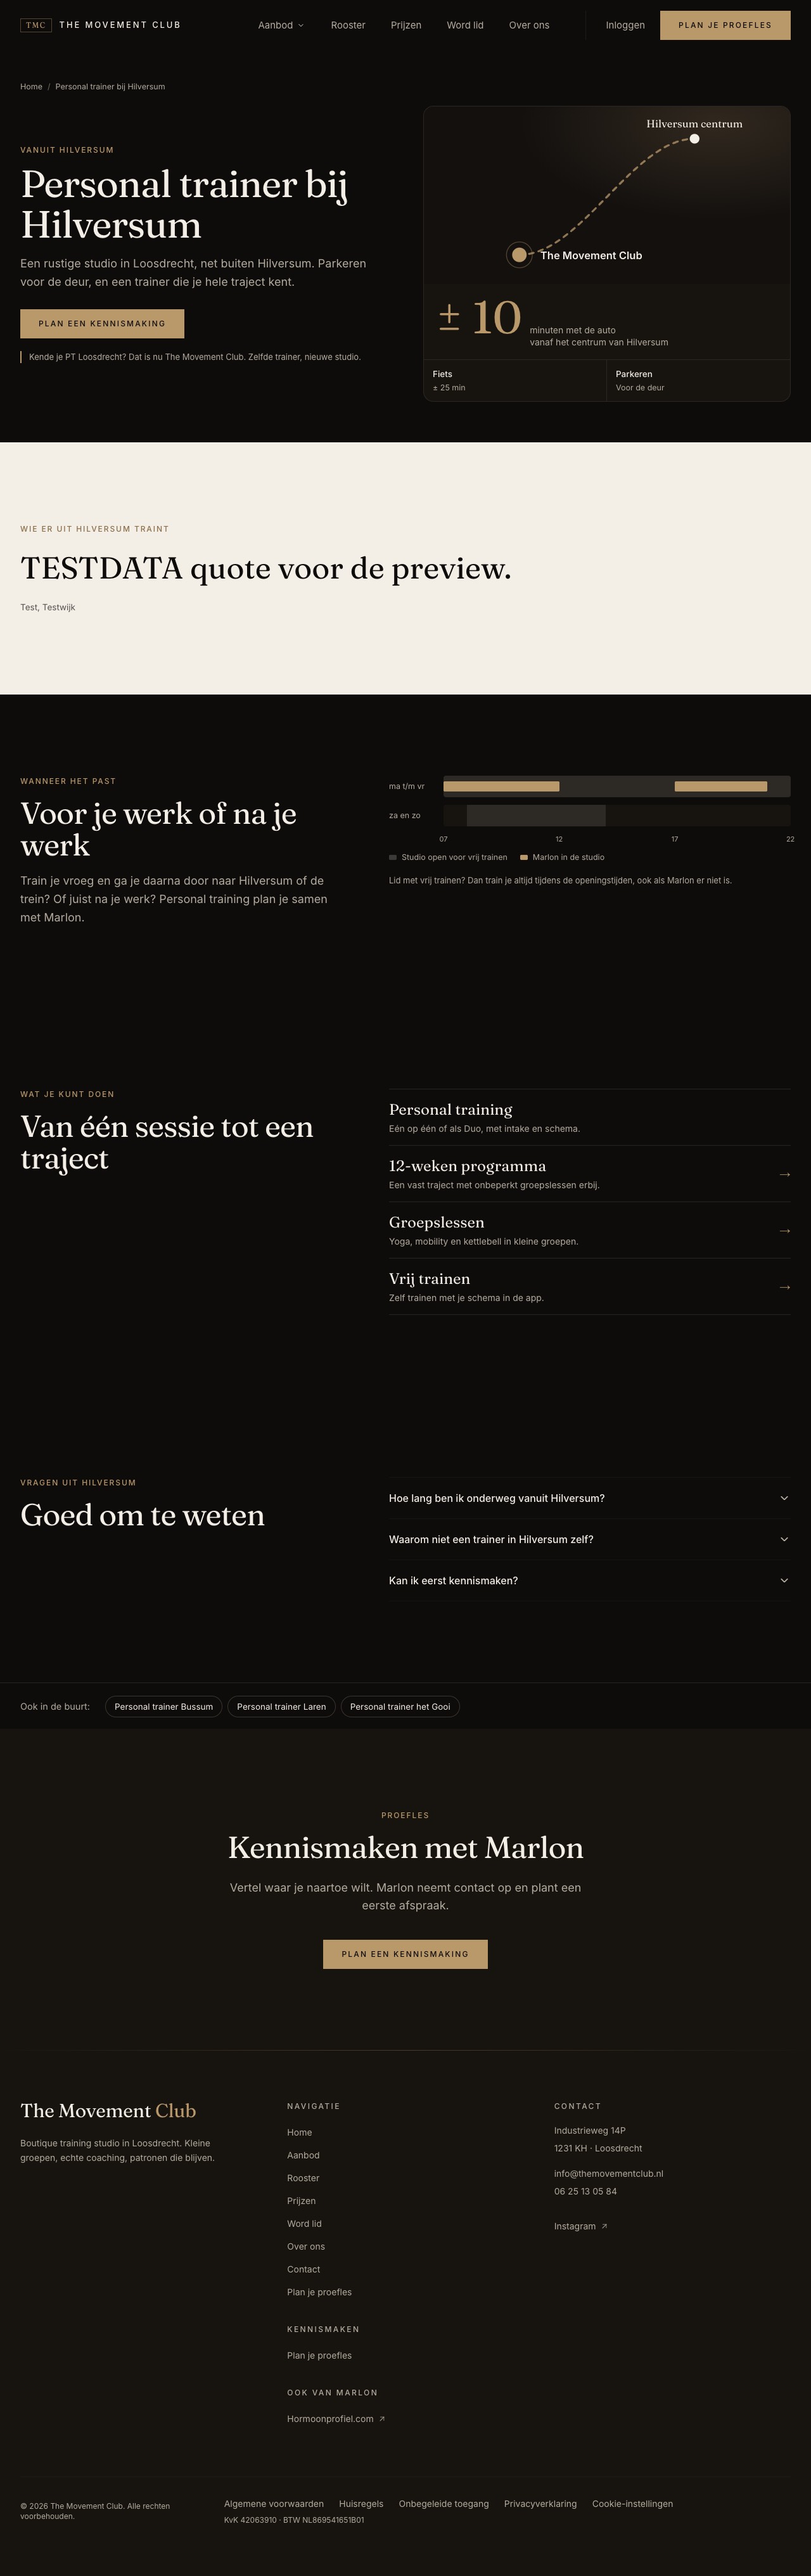 TMC THE MOVEMENT CLUB Aanbod Rooster Prijzen Word lid Over ons Inloggen PLAN JE PROEFLES
Home / Personal trainer bij Hilversum
VANUIT HILVERSUM
Personal trainer bij
Hilversum
Een rustige studio in Loosdrecht, net buiten Hilversum. Parkeren
voor de deur, en een trainer die je hele traject kent.
PLAN EEN KENNISMAKING
Kende je PT Loosdrecht? Dat is nu The Movement Club. Zelfde trainer, nieuwe studio.
Hilversum centrum
The Movement Club
± 10 minuten met de auto
vanaf het centrum van Hilversum
Fiets
± 25 min
Parkeren
Voor de deur
WIE ER UIT HILVERSUM TRAINT
TESTDATA quote voor de preview.
Test, Testwijk
WANNEER HET PAST
Voor je werk of na je
werk
Train je vroeg en ga je daarna door naar Hilversum of de
trein? Of juist na je werk? Personal training plan je samen
met Marlon.
ma t/m vr
za en zo
07 12 17 22
Studio open voor vrij trainen Marlon in de studio
Lid met vrij trainen? Dan train je altijd tijdens de openingstijden, ook als Marlon er niet is.
WAT JE KUNT DOEN
Van één sessie tot een
traject
Personal training
Eén op één of als Duo, met intake en schema.
12-weken programma
Een vast traject met onbeperkt groepslessen erbij.
→
Groepslessen
Yoga, mobility en kettlebell in kleine groepen.
→
Vrij trainen
Zelf trainen met je schema in de app.
→
VRAGEN UIT HILVERSUM
Goed om te weten
Hoe lang ben ik onderweg vanuit Hilversum?
Waarom niet een trainer in Hilversum zelf?
Kan ik eerst kennismaken?
Ook in de buurt: Personal trainer Bussum Personal trainer Laren Personal trainer het Gooi
PROEFLES
Kennismaken met Marlon
Vertel waar je naartoe wilt. Marlon neemt contact op en plant een
eerste afspraak.
PLAN EEN KENNISMAKING
The Movement Club
Boutique training studio in Loosdrecht. Kleine
groepen, echte coaching, patronen die blijven.
NAVIGATIE
Home
Aanbod
Rooster
Prijzen
Word lid
Over ons
Contact
Plan je proefles
KENNISMAKEN
Plan je proefles
OOK VAN MARLON
Hormoonprofiel.com ↗
CONTACT
Industrieweg 14P
1231 KH · Loosdrecht
info@themovementclub.nl
06 25 13 05 84
Instagram ↗
© 2026 The Movement Club. Alle rechten
voorbehouden.
Algemene voorwaarden Huisregels Onbegeleide toegang Privacyverklaring Cookie-instellingen
KvK 42063910 · BTW NL869541651B01